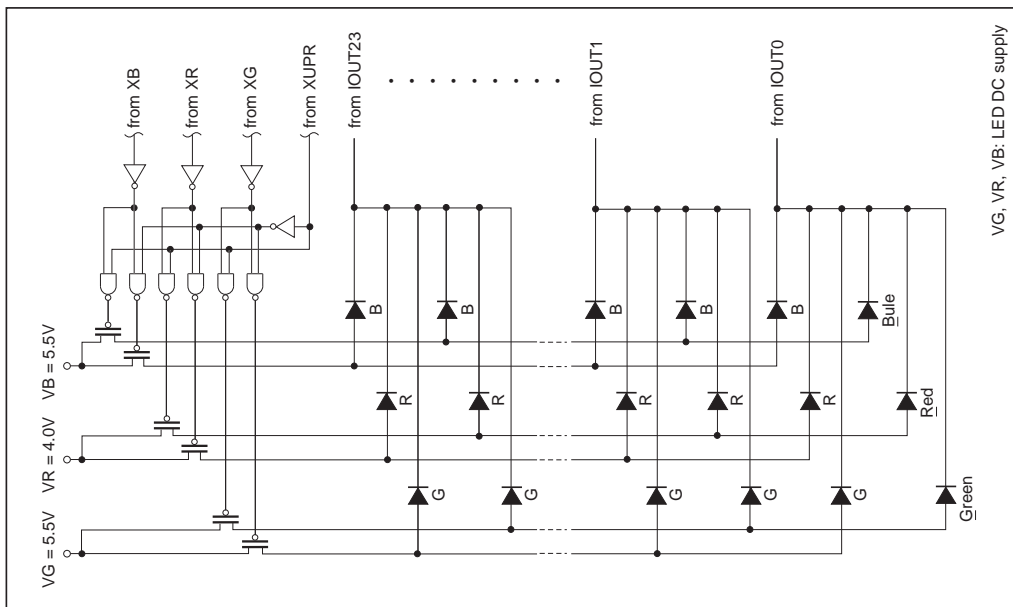 from XB
from XR
from XG
from XUPR
from IOUT23
from IOUT1
from IOUT0
VB = 5.5V
VR = 4.0V
VG = 5.5V
B
B
B
B
B
Bule
R
R
R
R
R
Red
G
G
G
G
G
Green
VG, VR, VB: LED DC supply